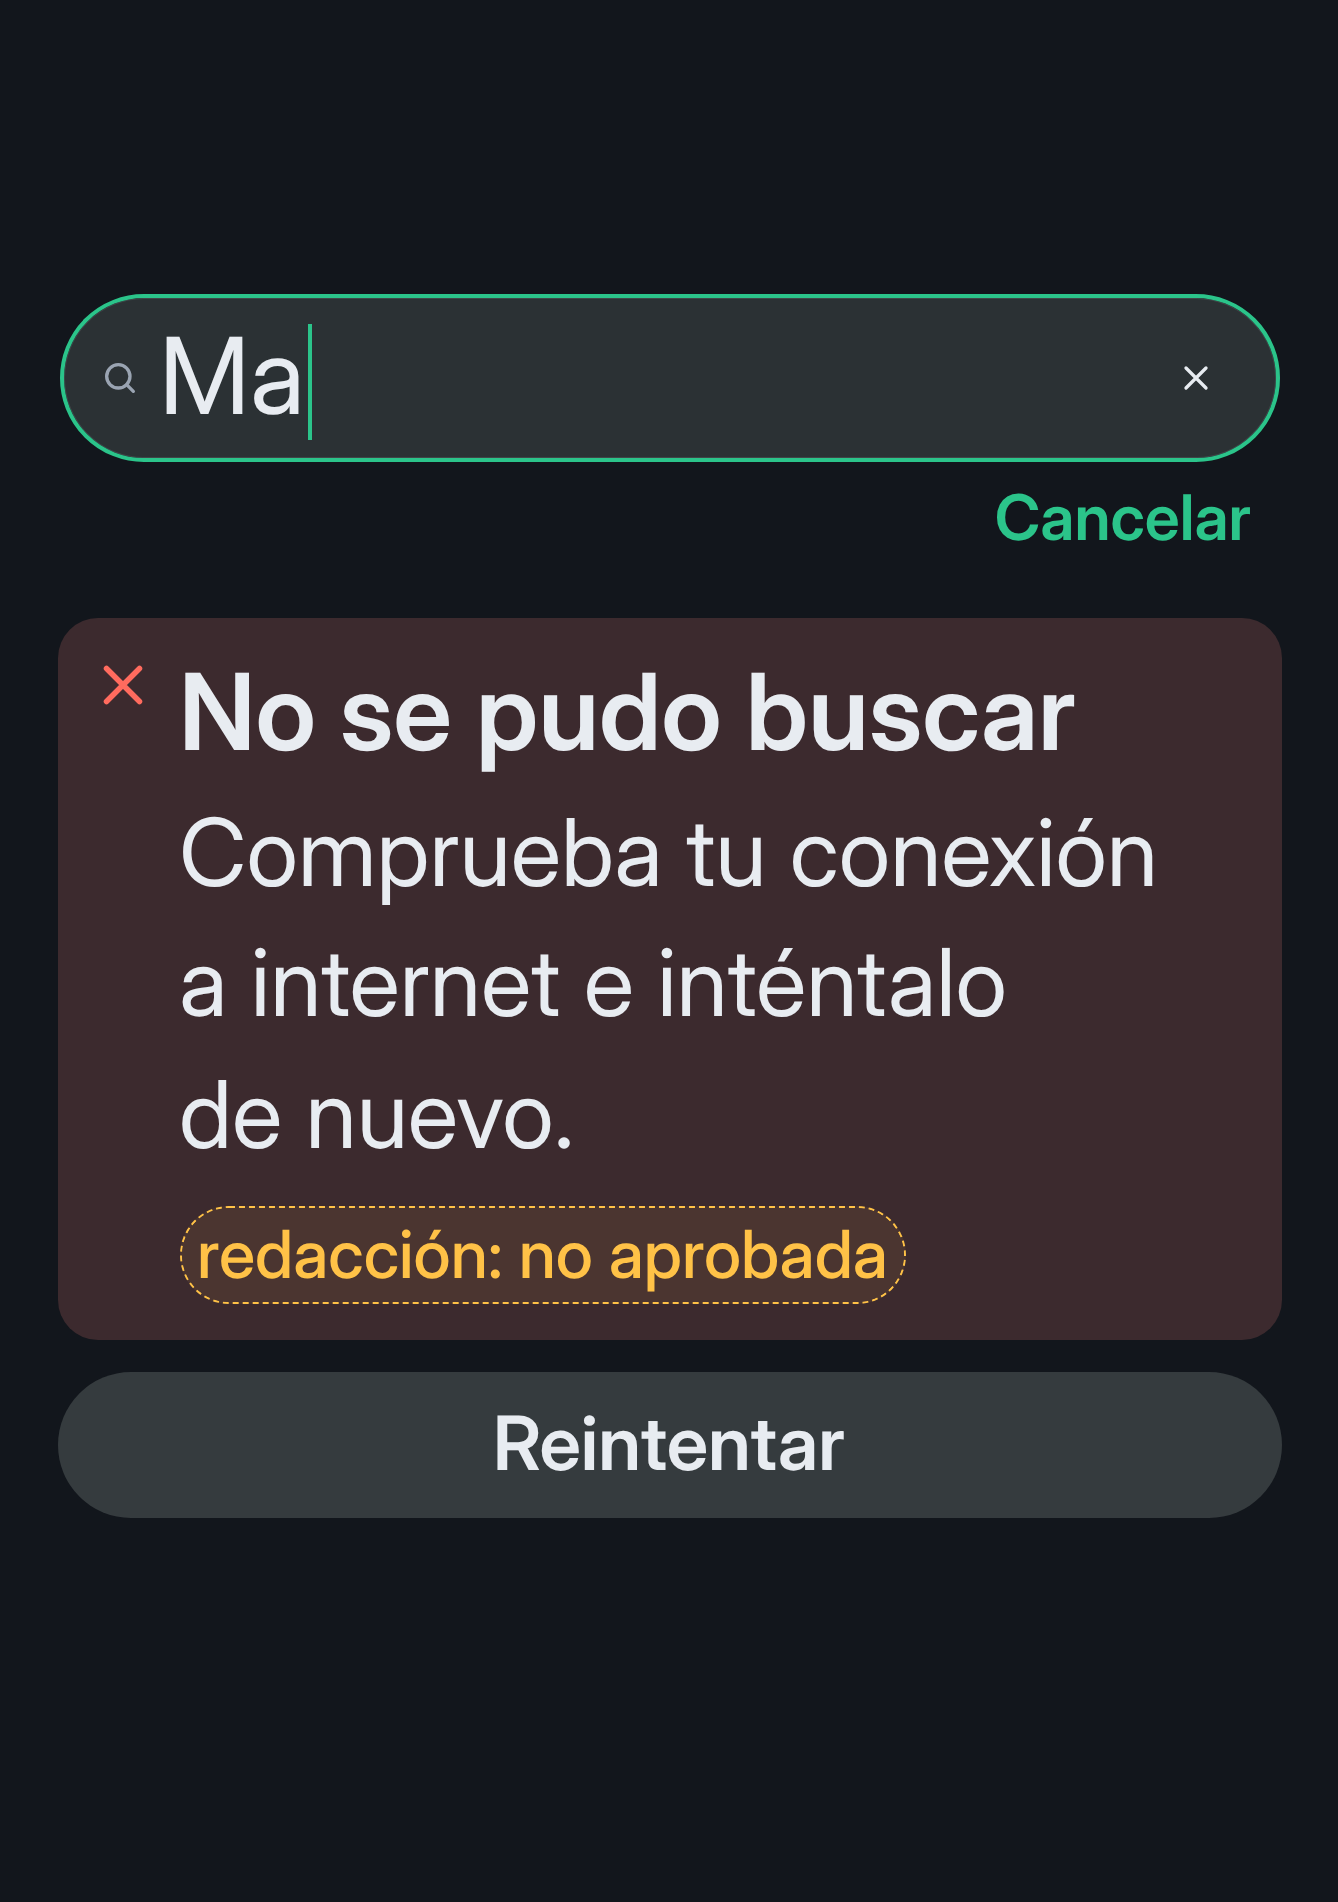 Ma
Cancelar
No se pudo buscar
Comprueba tu conexión
a internet e inténtalo
de nuevo.
redacción: no aprobada
Reintentar